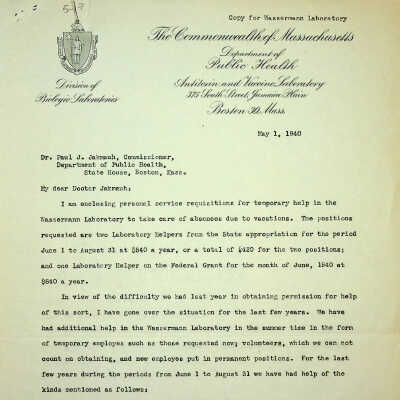 527
Copy for Wassermann Laboratory
The Commonwealth of Massachusetts
Department of
Public Health
Antitoxin and Vaccine Laboratory
375 South Street, Jamaica Plain
Boston 30, Mass.
Division of
Biologic Laboratories
May 1, 1940
Dr. Paul J. Jakmauh, Commissioner,
Department of Public Health,
State House, Boston, Mass.
My dear Doctor Jakmauh:
I am enclosing personal service requisitions for temporary help in the
Wassermann Laboratory to take care of absences due to vacations. The positions
requested are two Laboratory Helpers from the State appropriation for the period
June 1 to August 31 at $840 a year, or a total of $420 for the two positions;
and one Laboratory Helper on the Federal Grant for the month of June, 1940 at
$840 a year.
In view of the difficulty we had last year in obtaining permission for help
of this sort, I have gone over the situation for the last few years. We have
had additional help in the Wassermann Laboratory in the summer time in the form
of temporary employes such as those requested now; volunteers, which we can not
count on obtaining, and new employes put in permanent positions. For the last
few years during the periods from June 1 to August 31 we have had help of the
kinds mentioned as follows: